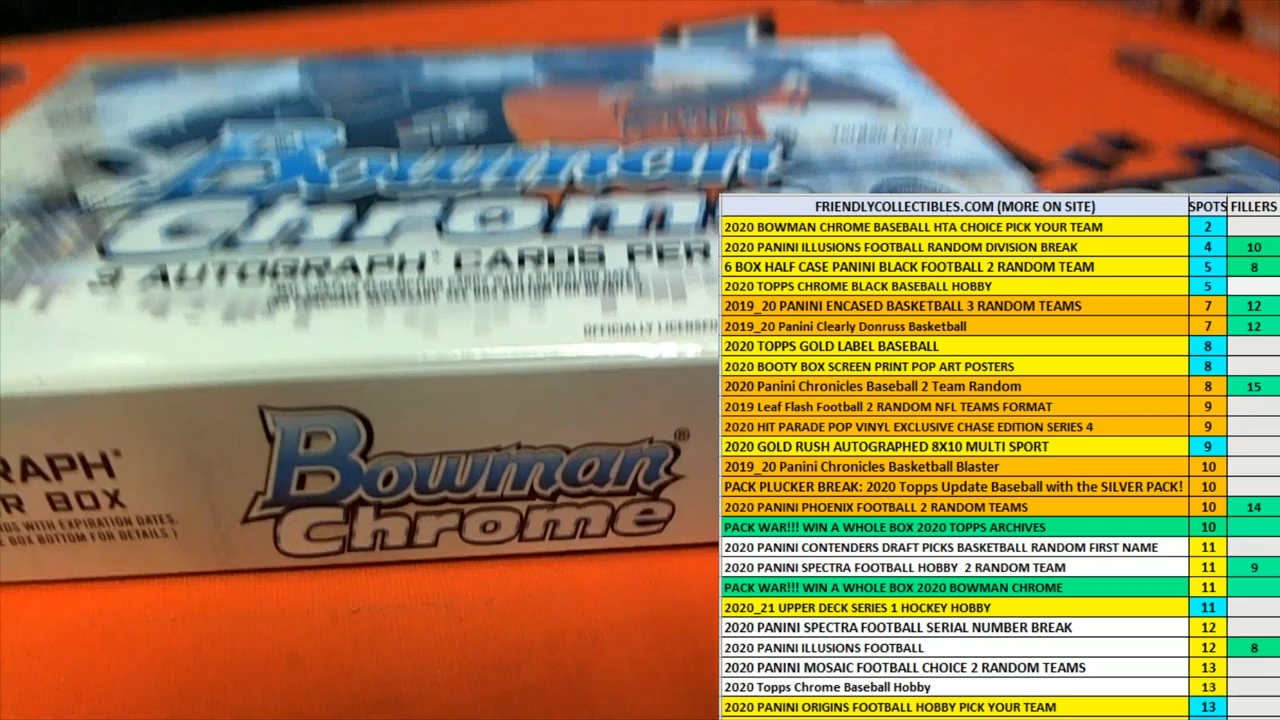 Bowman
Chrome
3 AUTOGRAPH® CARDS PER
OFFICIALLY LICENSED
RAPH®
R BOX
DS WITH EXPIRATION DATES.
E BOX BOTTOM FOR DETAILS)
Bowman®
Chrome
FRIENDLYCOLLECTIBLES.COM (MORE ON SITE) SPOTS FILLERS
2020 BOWMAN CHROME BASEBALL HTA CHOICE PICK YOUR TEAM 2
2020 PANINI ILLUSIONS FOOTBALL RANDOM DIVISION BREAK 4 10
6 BOX HALF CASE PANINI BLACK FOOTBALL 2 RANDOM TEAM 5 8
2020 TOPPS CHROME BLACK BASEBALL HOBBY 5
2019_20 PANINI ENCASED BASKETBALL 3 RANDOM TEAMS 7 12
2019_20 Panini Clearly Donruss Basketball 7 12
2020 TOPPS GOLD LABEL BASEBALL 8
2020 BOOTY BOX SCREEN PRINT POP ART POSTERS 8
2020 Panini Chronicles Baseball 2 Team Random 8 15
2019 Leaf Flash Football 2 RANDOM NFL TEAMS FORMAT 9
2020 HIT PARADE POP VINYL EXCLUSIVE CHASE EDITION SERIES 4 9
2020 GOLD RUSH AUTOGRAPHED 8X10 MULTI SPORT 9
2019_20 Panini Chronicles Basketball Blaster 10
PACK PLUCKER BREAK: 2020 Topps Update Baseball with the SILVER PACK! 10
2020 PANINI PHOENIX FOOTBALL 2 RANDOM TEAMS 10 14
PACK WAR!!! WIN A WHOLE BOX 2020 TOPPS ARCHIVES 10
2020 PANINI CONTENDERS DRAFT PICKS BASKETBALL RANDOM FIRST NAME 11
2020 PANINI SPECTRA FOOTBALL HOBBY 2 RANDOM TEAM 11 9
PACK WAR!!! WIN A WHOLE BOX 2020 BOWMAN CHROME 11
2020_21 UPPER DECK SERIES 1 HOCKEY HOBBY 11
2020 PANINI SPECTRA FOOTBALL SERIAL NUMBER BREAK 12
2020 PANINI ILLUSIONS FOOTBALL 12 8
2020 PANINI MOSAIC FOOTBALL CHOICE 2 RANDOM TEAMS 13
2020 Topps Chrome Baseball Hobby 13
2020 PANINI ORIGINS FOOTBALL HOBBY PICK YOUR TEAM 13